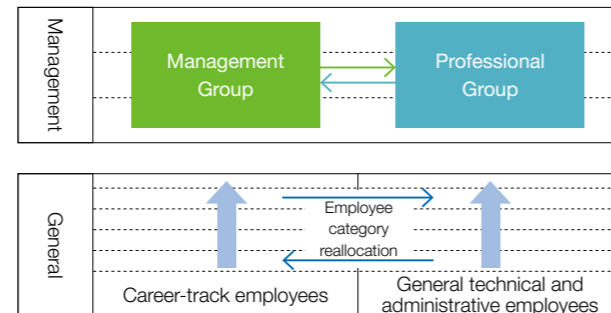 Management
Management
Group
Professional
Group
General
Employee
category
reallocation
Career-track employees
General technical and
administrative employees